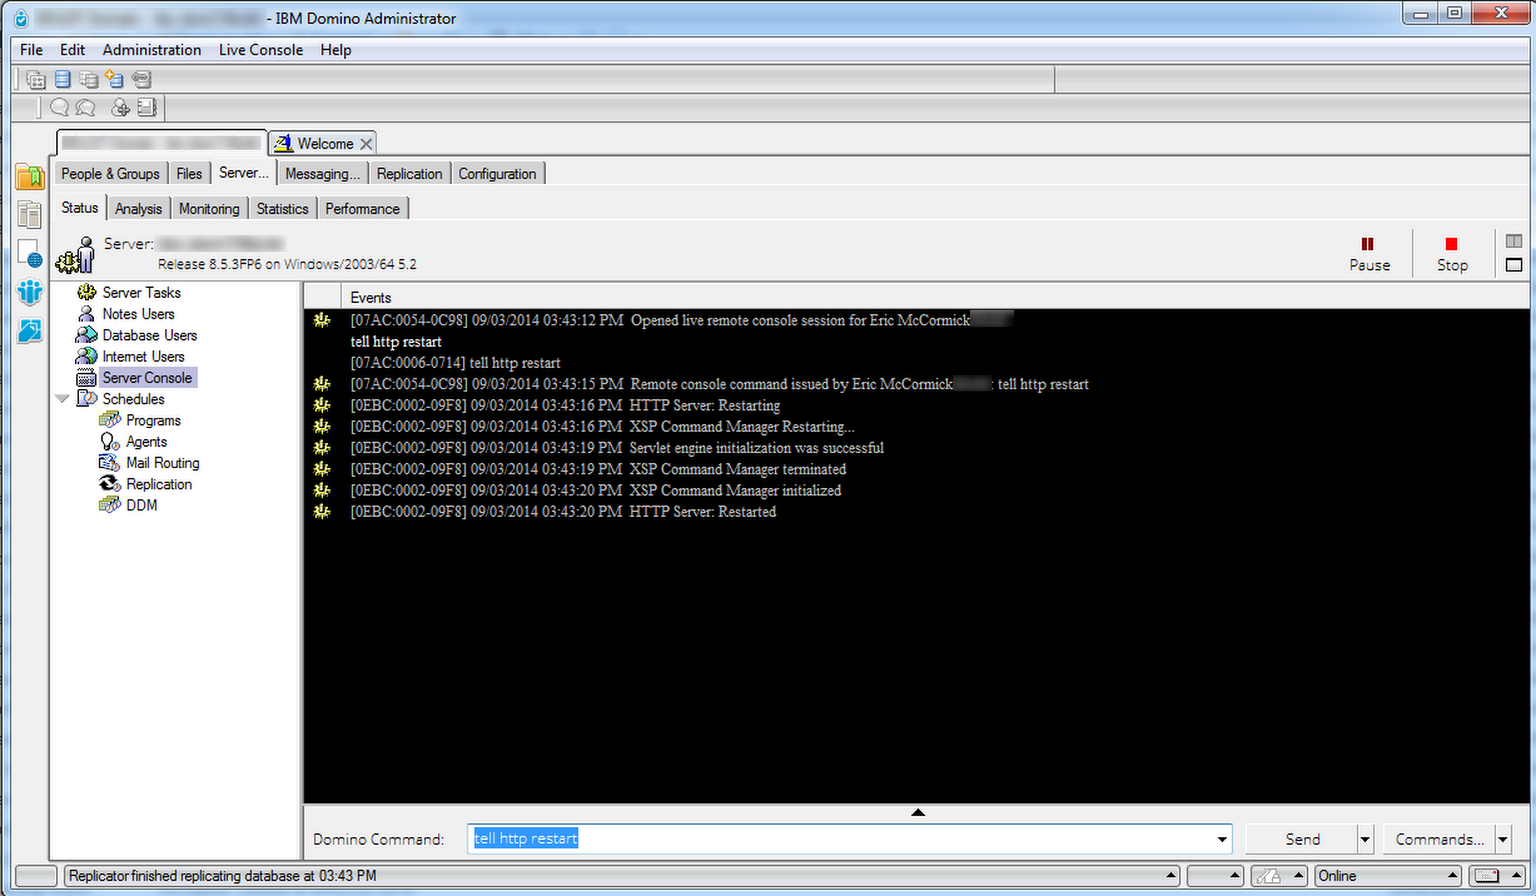 - IBM Domino Administrator
File Edit Administration Live Console Help
Welcome
People & Groups Files Server... Messaging... Replication Configuration
Status Analysis Monitoring Statistics Performance
Server:
Release 8.5.3FP6 on Windows/2003/64 5.2
Pause Stop
Server Tasks
Notes Users
Database Users
Internet Users
Server Console
Schedules
Programs
Agents
Mail Routing
Replication
DDM
Events
[07AC:0054-0C98] 09/03/2014 03:43:12 PM Opened live remote console session for Eric McCormick
tell http restart
[07AC:0006-0714] tell http restart
[07AC:0054-0C98] 09/03/2014 03:43:15 PM Remote console command issued by Eric McCormick : tell http restart
[0EBC:0002-09F8] 09/03/2014 03:43:16 PM HTTP Server: Restarting
[0EBC:0002-09F8] 09/03/2014 03:43:16 PM XSP Command Manager Restarting...
[0EBC:0002-09F8] 09/03/2014 03:43:19 PM Servlet engine initialization was successful
[0EBC:0002-09F8] 09/03/2014 03:43:19 PM XSP Command Manager terminated
[0EBC:0002-09F8] 09/03/2014 03:43:20 PM XSP Command Manager initialized
[0EBC:0002-09F8] 09/03/2014 03:43:20 PM HTTP Server: Restarted
Domino Command: tell http restart Send Commands...
Replicator finished replicating database at 03:43 PM Online